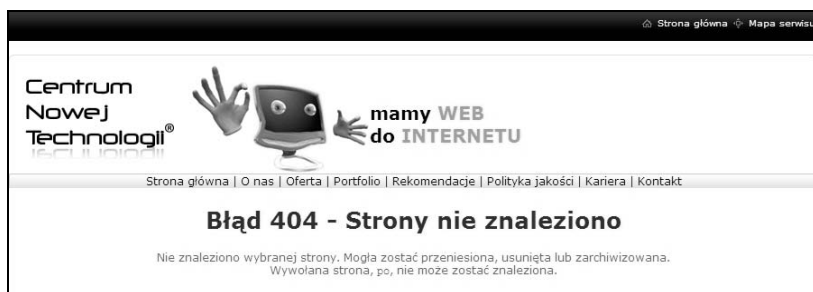 Strona główna Mapa serwisu
Centrum
Nowej
Technologii®
mamy WEB
do INTERNETU
Strona główna | O nas | Oferta | Portfolio | Rekomendacje | Polityka jakości | Kariera | Kontakt
Błąd 404 - Strony nie znaleziono
Nie znaleziono wybranej strony. Mogła zostać przeniesiona, usunięta lub zarchiwizowana.
Wywołana strona, po, nie może zostać znaleziona.